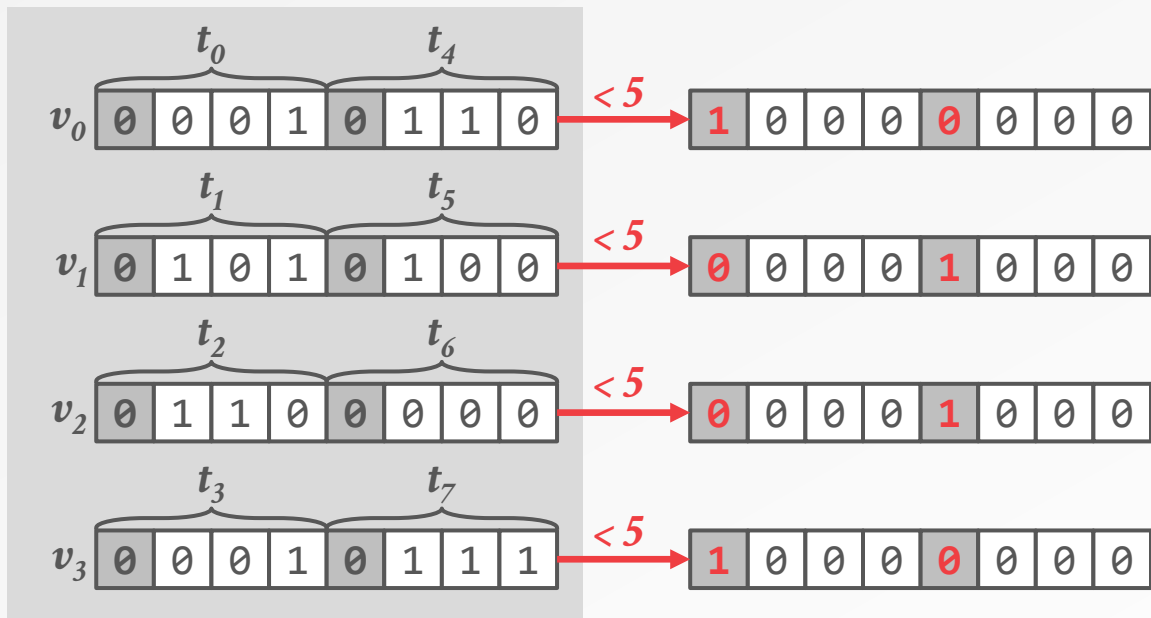 t0 t4
v0 0 0 0 1 0 1 1 0 < 5 1 0 0 0 0 0 0 0
t1 t5
v1 0 1 0 1 0 1 0 0 < 5 0 0 0 0 1 0 0 0
t2 t6
v2 0 1 1 0 0 0 0 0 < 5 0 0 0 0 1 0 0 0
t3 t7
v3 0 0 0 1 0 1 1 1 < 5 1 0 0 0 0 0 0 0